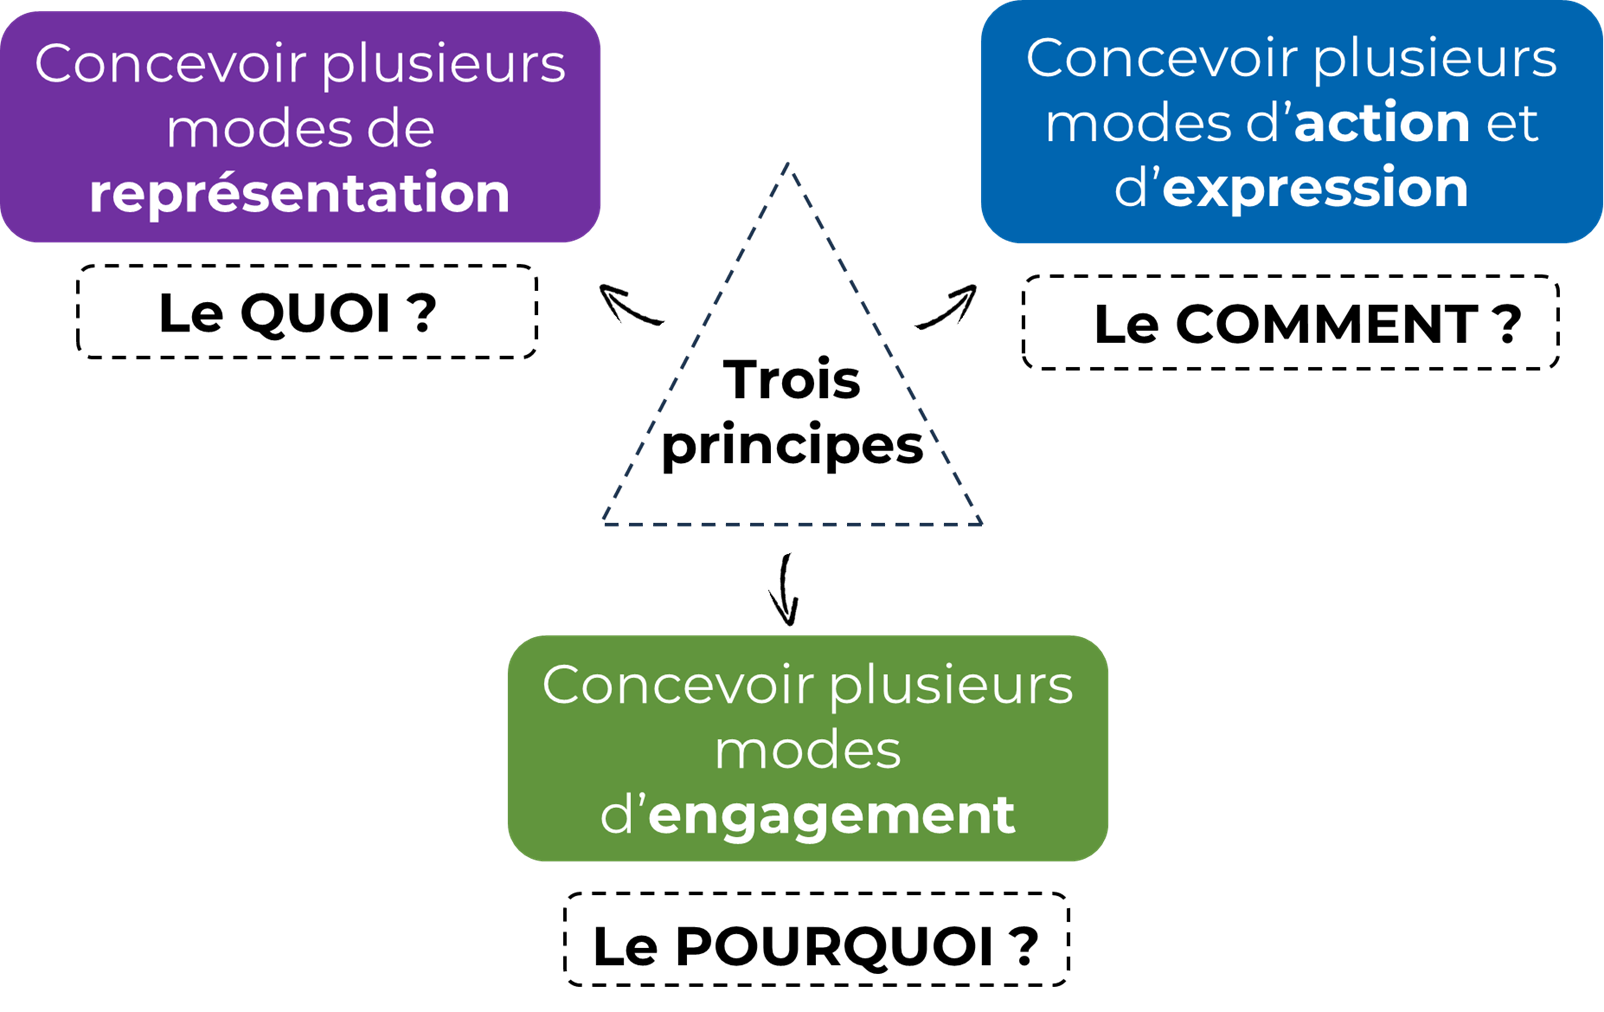 Concevoir plusieurs
modes de
représentation
Le QUOI ?
Concevoir plusieurs
modes d’action et
d’expression
Le COMMENT ?
Trois
principes
Concevoir plusieurs
modes
d’engagement
Le POURQUOI ?